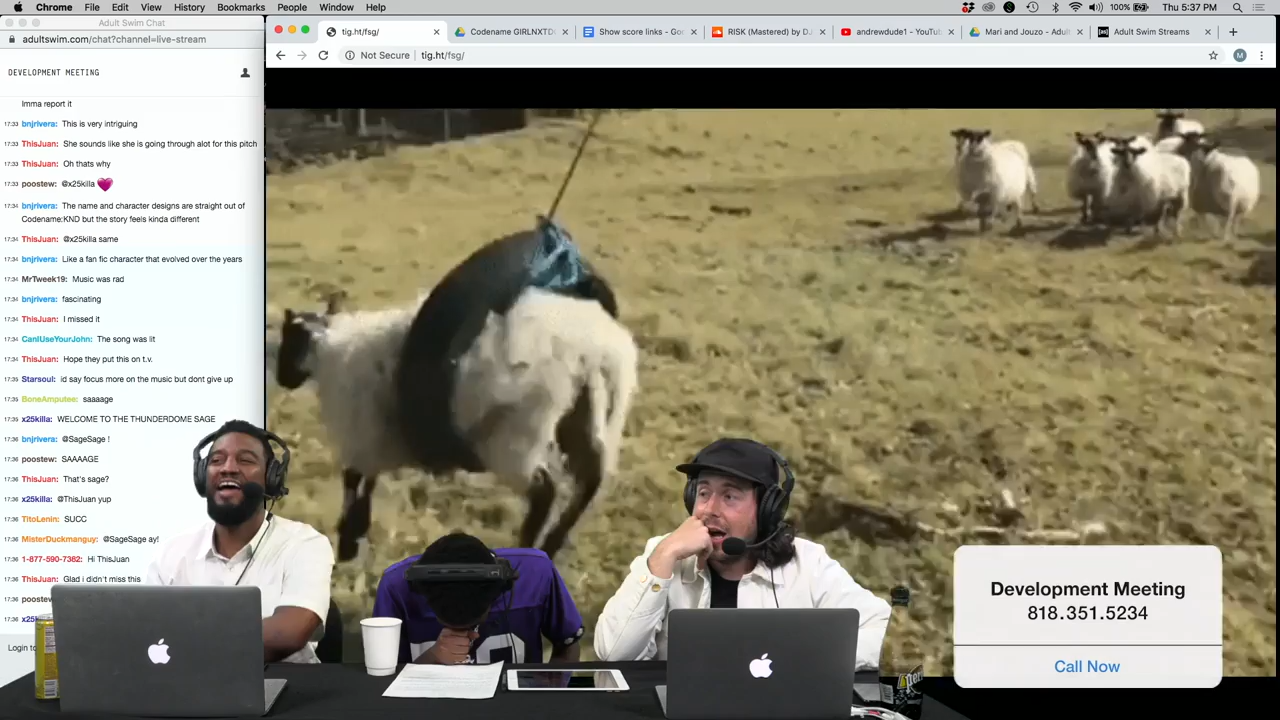 Chrome File Edit View History Bookmarks People Window Help
100% Thu 5:37 PM
Adult Swim Chat
adultswim.com/chat?channel=live-stream
DEVELOPMENT MEETING
Imma report it
17:33 bnjrivera: This is very intriguing
17:33 ThisJuan: She sounds like she is going through alot for this pitch
17:33 ThisJuan: Oh thats why
17:33 poostew: @x25killa
17:34 bnjrivera: The name and character designs are straight out of
Codename:KND but the story feels kinda different
17:34 ThisJuan: @x25killa same
17:34 bnjrivera: Like a fan fic character that evolved over the years
17:34 MrTweek19: Music was rad
17:34 bnjrivera: fascinating
17:34 ThisJuan: I missed it
17:34 CanIUseYourJohn: The song was lit
17:34 ThisJuan: Hope they put this on t.v.
17:35 Starsoul: id say focus more on the music but dont give up
17:35 BoneAmputee: saaaage
17:35 x25killa: WELCOME TO THE THUNDERDOME SAGE
17:36 bnjrivera: @SageSage !
17:36 poostew: SAAAAGE
17:36 ThisJuan: That's sage?
17:36 x25killa: @ThisJuan yup
17:36 TitoLenin: SUCC
17:36 MisterDuckmanguy: @SageSage ay!
17:36 1-877-590-7362: Hi ThisJuan
17:36 ThisJuan: Glad i didn't miss this
17:36 poostew
17:36 x25k
Login to
tig.ht/fsg/
Codename GIRLNXTD
Show score links - Go
RISK (Mastered) by D
andrewdude1 - YouTu
Mari and Jouzo - Adul
Adult Swim Streams
Not Secure tig.ht/fsg/
M
Development Meeting
818.351.5234
Call Now